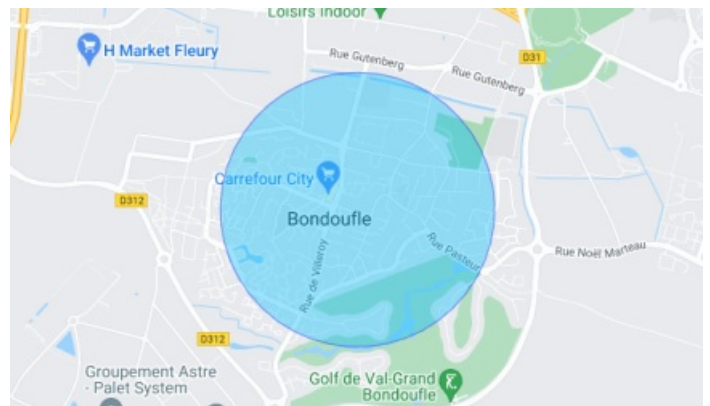 Loisirs Indoor
H Market Fleury
Rue Gutenberg
Rue Gutenberg
D31
Carrefour City
D312
Bondoufle
Rue Pasteur
Rue Noël Marteau
Rue de Villeroy
D312
Groupement Astre
- Palet System
Golf de Val-Grand
Bondoufle